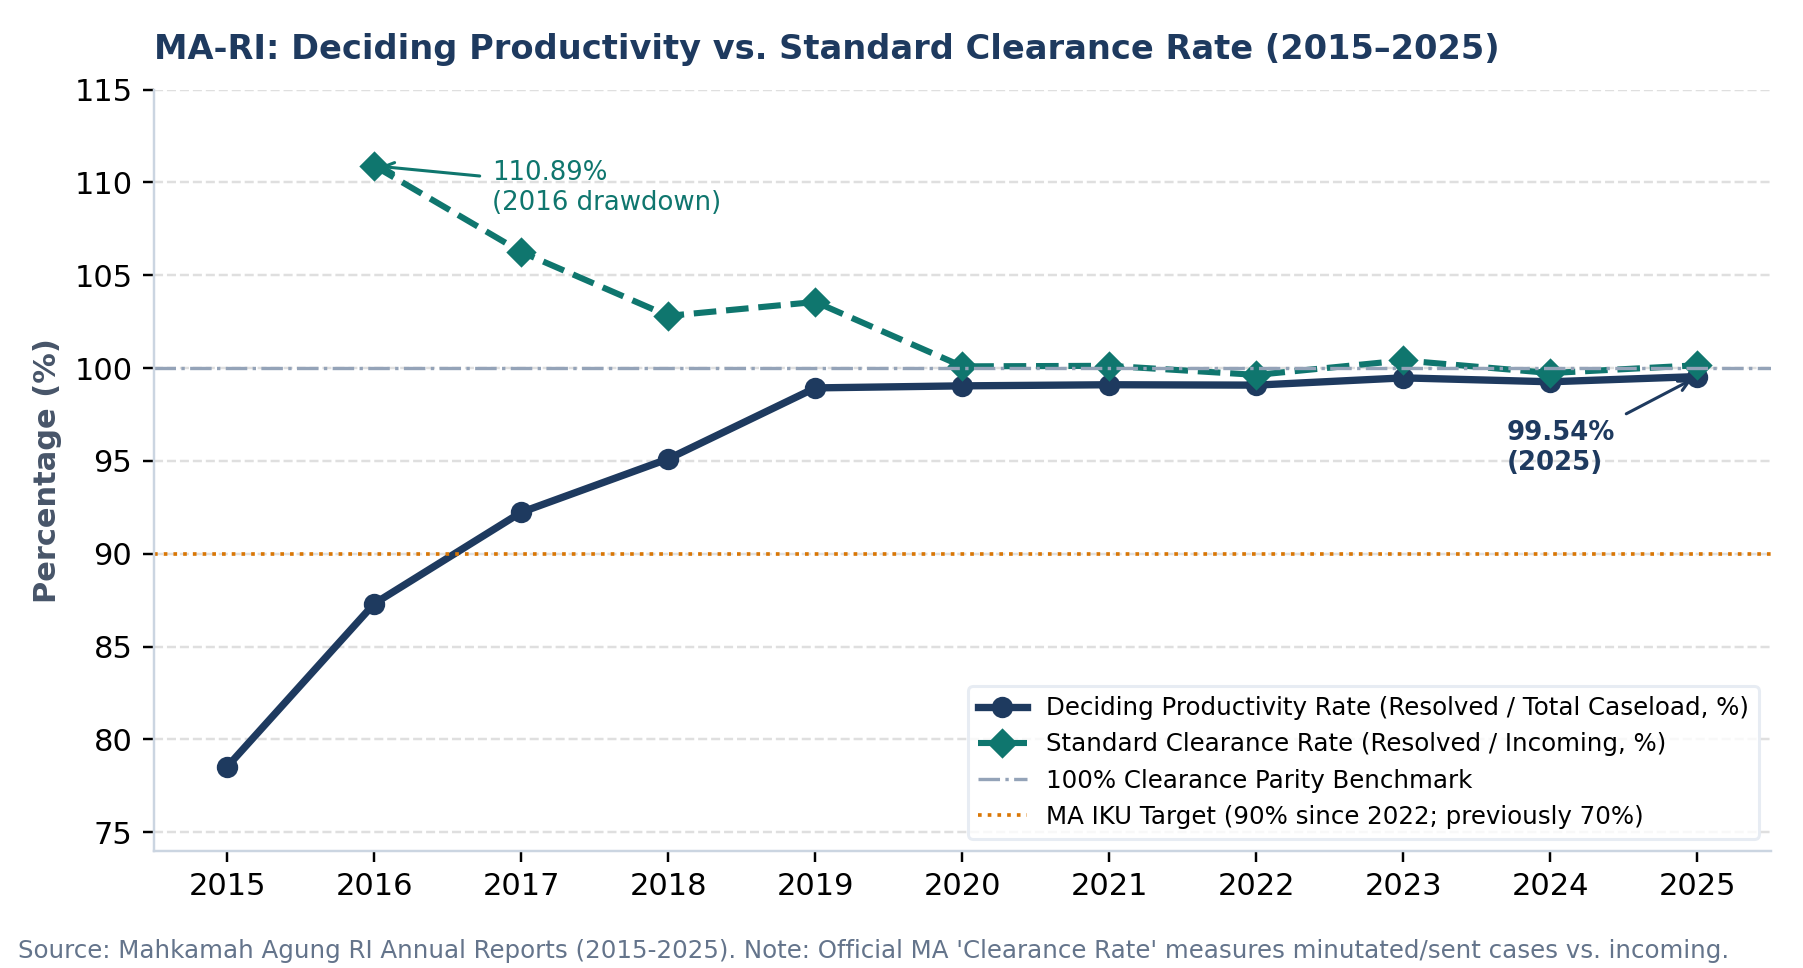 MA-RI: Deciding Productivity vs. Standard Clearance Rate (2015–2025)
115
110
105
100
95
90
85
80
75
Percentage (%)
110.89%
(2016 drawdown)
99.54%
(2025)
Deciding Productivity Rate (Resolved / Total Caseload, %)
Standard Clearance Rate (Resolved / Incoming, %)
100% Clearance Parity Benchmark
MA IKU Target (90% since 2022; previously 70%)
2015 2016 2017 2018 2019 2020 2021 2022 2023 2024 2025
Source: Mahkamah Agung RI Annual Reports (2015-2025). Note: Official MA 'Clearance Rate' measures minutated/sent cases vs. incoming.